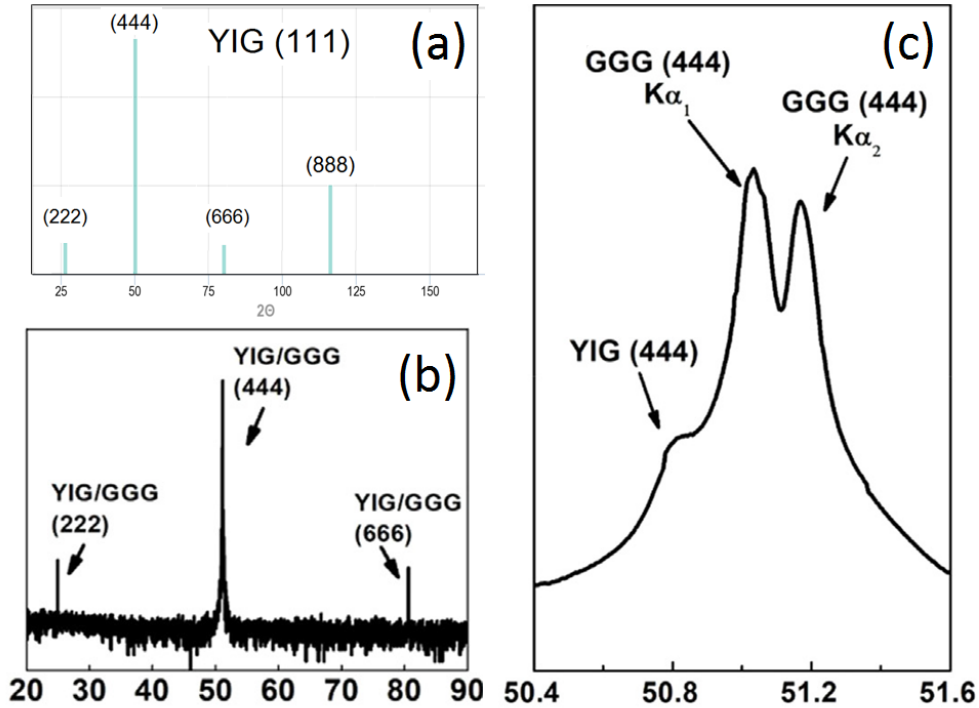 (444)
YIG (111)
(a)
(222)
(666)
(888)
25
50
75
100
125
150
2Θ
(b)
YIG/GGG
(444)
YIG/GGG
(222)
YIG/GGG
(666)
20
30
40
50
60
70
80
90
(c)
GGG (444)
Kα1
GGG (444)
Kα2
YIG (444)
50.4
50.8
51.2
51.6